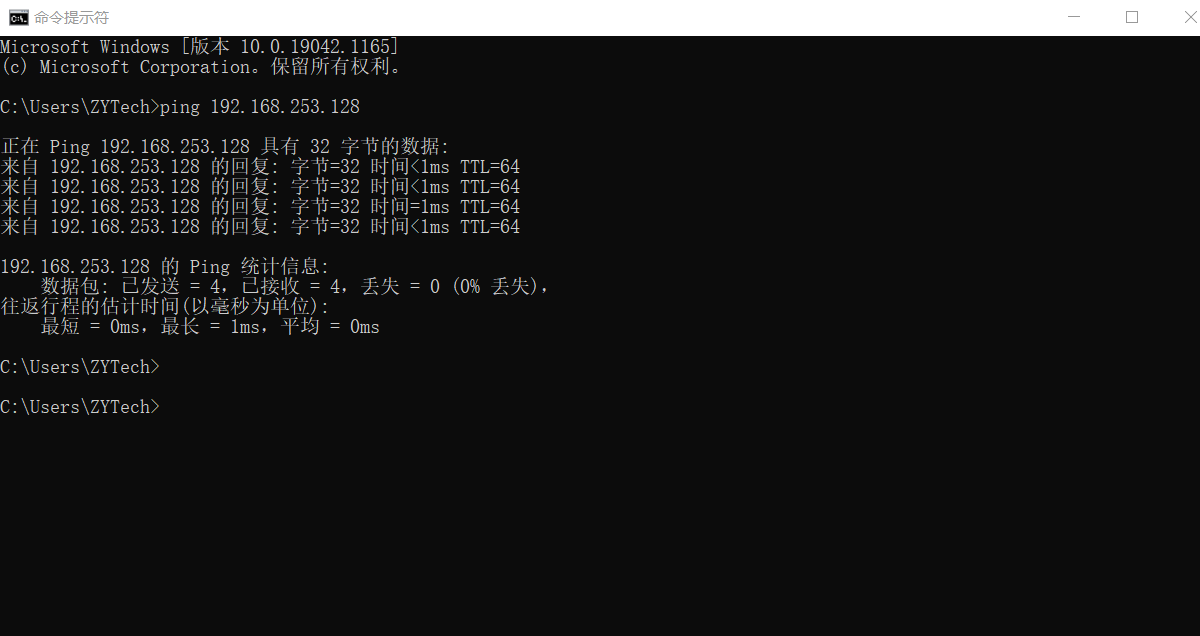 命令提示符
Microsoft Windows [版本 10.0.19042.1165]
(c) Microsoft Corporation。保留所有权利。
C:\Users\ZYTech>ping 192.168.253.128
正在 Ping 192.168.253.128 具有 32 字节的数据:
来自 192.168.253.128 的回复: 字节=32 时间<1ms TTL=64
来自 192.168.253.128 的回复: 字节=32 时间<1ms TTL=64
来自 192.168.253.128 的回复: 字节=32 时间=1ms TTL=64
来自 192.168.253.128 的回复: 字节=32 时间<1ms TTL=64
192.168.253.128 的 Ping 统计信息:
数据包: 已发送 = 4，已接收 = 4，丢失 = 0 (0% 丢失)，
往返行程的估计时间(以毫秒为单位):
最短 = 0ms，最长 = 1ms，平均 = 0ms
C:\Users\ZYTech>
C:\Users\ZYTech>